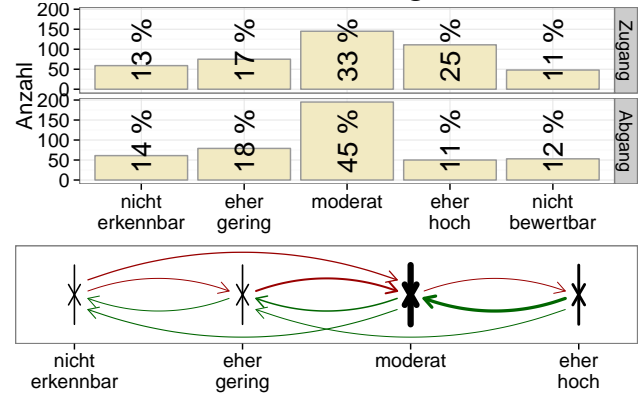 200
150
100
50
0
13 %
17 %
33 %
25 %
11 %
Zugang
Anzahl
200
150
100
50
0
14 %
18 %
45 %
11 %
12 %
Abgang
nicht erkennbar
eher gering
moderat
eher hoch
nicht bewertbar
nicht erkennbar
eher gering
moderat
eher hoch